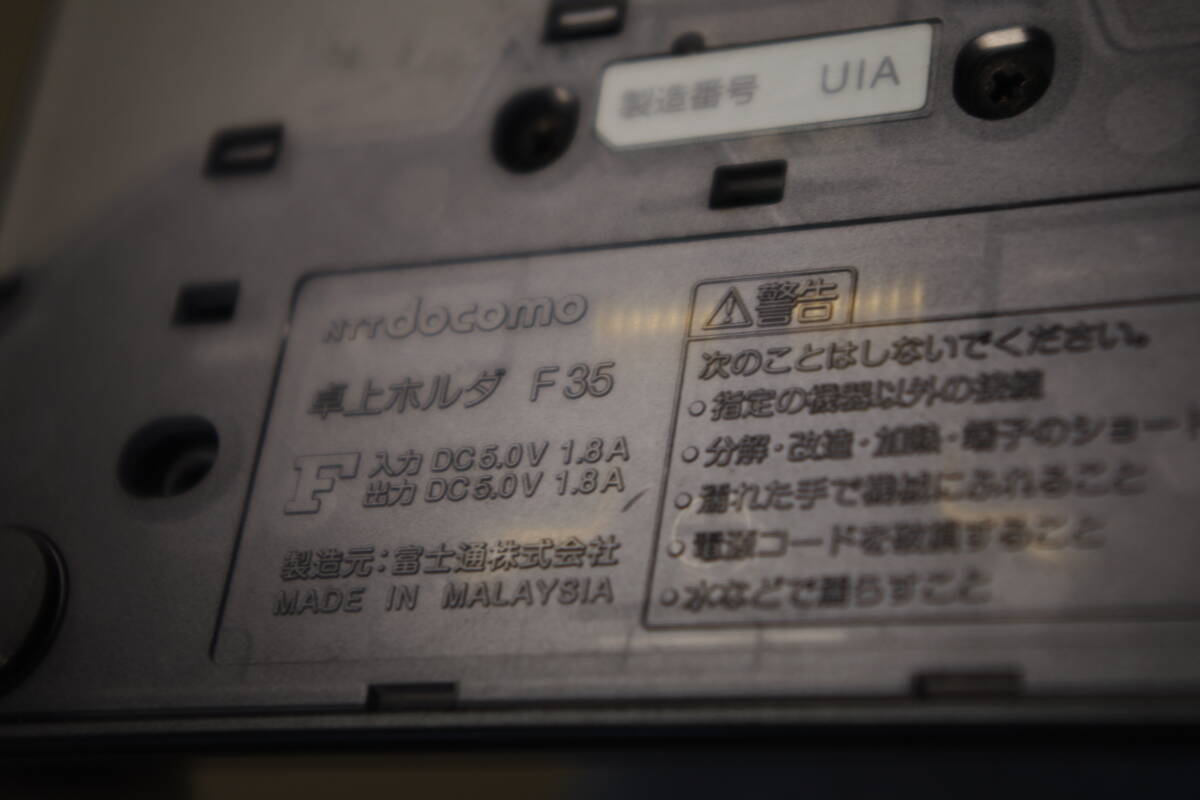 製造番号 UIA
NTT docomo
卓上ホルダ F35
F
入力 DC5.0V 1.8A
出力 DC5.0V 1.8A
製造元：富士通株式会社
MADE IN MALAYSIA
⚠警告
次のことはしないでください。
○指定の機器以外の接続
○分解・改造・加熱・端子のショート
○濡れた手で機械にふれること
○電源コードを破損すること
○水などで濡らすこと